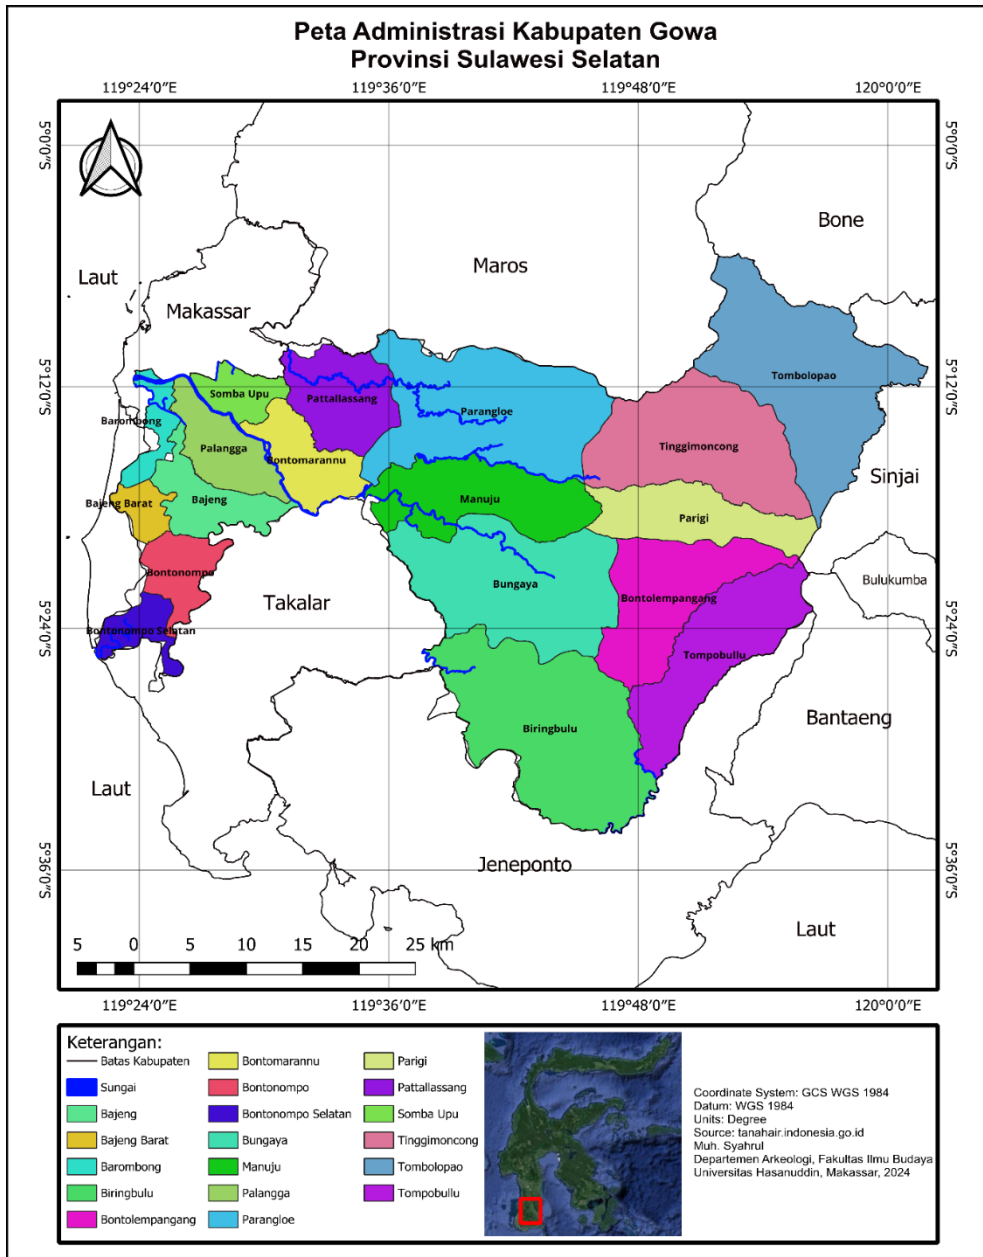 Peta Administrasi Kabupaten Gowa
Provinsi Sulawesi Selatan
119°24′0″E 119°36′0″E 119°48′0″E 120°0′0″E
5°0′0″S 5°0′0″S
Bone
Laut
Maros
Makassar
5°12′0″S 5°12′0″S
Tombolopao
Somba Upu
Pattallassang
Parangloe
Barombong
Palangga
Bontomarannu
Tinggimoncong
Sinjai
Bajeng Barat
Bajeng
Manuju
Parigi
Bontonompo
Bungaya
Bontolempangang
Bulukumba
Takalar
5°24′0″S 5°24′0″S
Bontonompo Selatan
Tompobullu
Bantaeng
Biringbulu
Laut
Jeneponto
5°36′0″S 5°36′0″S
Laut
5 0 5 10 15 20 25 km
119°24′0″E 119°36′0″E 119°48′0″E 120°0′0″E
Keterangan:
Batas Kabupaten
Sungai
Bajeng
Bajeng Barat
Barombong
Biringbulu
Bontolempangang
Bontomarannu
Bontonompo
Bontonompo Selatan
Bungaya
Manuju
Palangga
Parangloe
Parigi
Pattallassang
Somba Upu
Tinggimoncong
Tombolopao
Tompobullu
Coordinate System: GCS WGS 1984
Datum: WGS 1984
Units: Degree
Source: tanahair.indonesia.go.id
Muh. Syahrul
Departemen Arkeologi, Fakultas Ilmu Budaya
Universitas Hasanuddin, Makassar, 2024